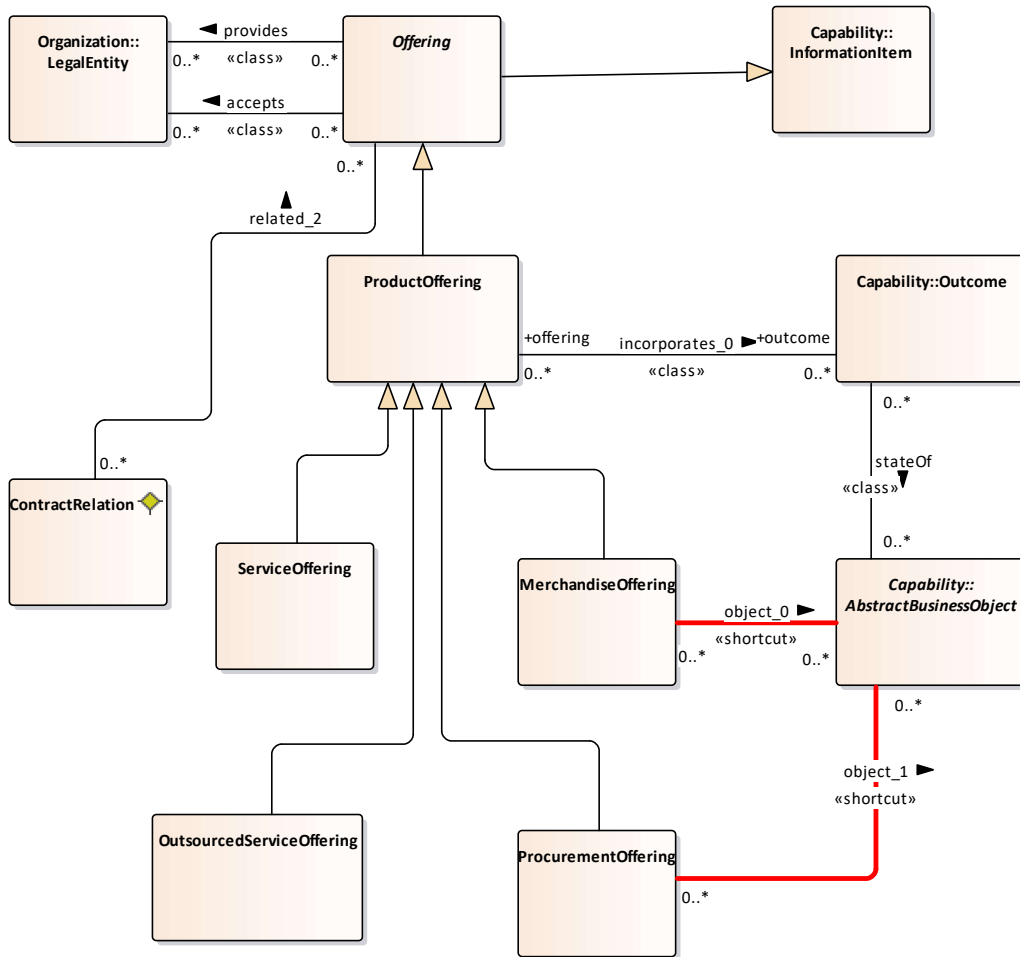 Organization::
LegalEntity
provides
0..*
«class»
0..*
accepts
0..*
«class»
0..*
Offering
Capability::
InformationItem
0..*
related_2
ProductOffering
+offering
incorporates_0
+outcome
0..*
«class»
0..*
Capability::Outcome
0..*
stateOf
«class»
0..*
0..*
ContractRelation
ServiceOffering
MerchandiseOffering
object_0
0..*
«shortcut»
0..*
Capability::
AbstractBusinessObject
0..*
object_1
«shortcut»
OutsourcedServiceOffering
ProcurementOffering
0..*